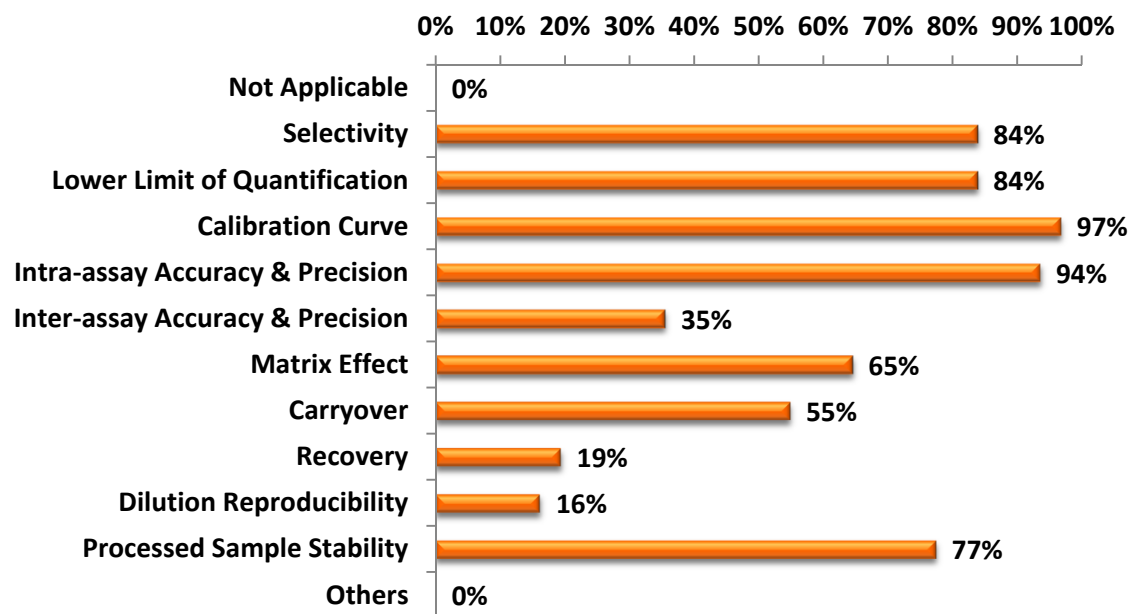 0% 10% 20% 30% 40% 50% 60% 70% 80% 90% 100%
Not Applicable 0%
Selectivity 84%
Lower Limit of Quantification 84%
Calibration Curve 97%
Intra-assay Accuracy & Precision 94%
Inter-assay Accuracy & Precision 35%
Matrix Effect 65%
Carryover 55%
Recovery 19%
Dilution Reproducibility 16%
Processed Sample Stability 77%
Others 0%